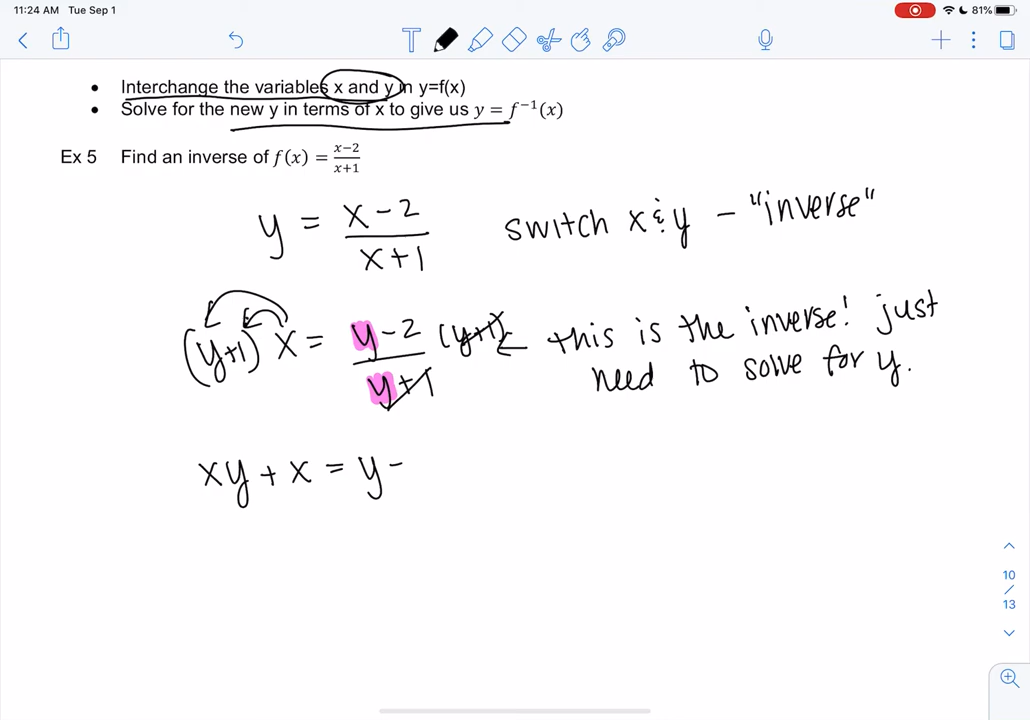 11:24 AM Tue Sep 1 81%
• Interchange the variables x and y in y=f(x)
• Solve for the new y in terms of x to give us y = f⁻¹(x)
Ex 5 Find an inverse of f(x) = x−2/x+1
y = x−2/x+1 switch x & y – "inverse"
(y+1) x = y−2/y+1 (y+1) ← this is the inverse! just
need to solve for y.
xy + x = y −
10
/
13